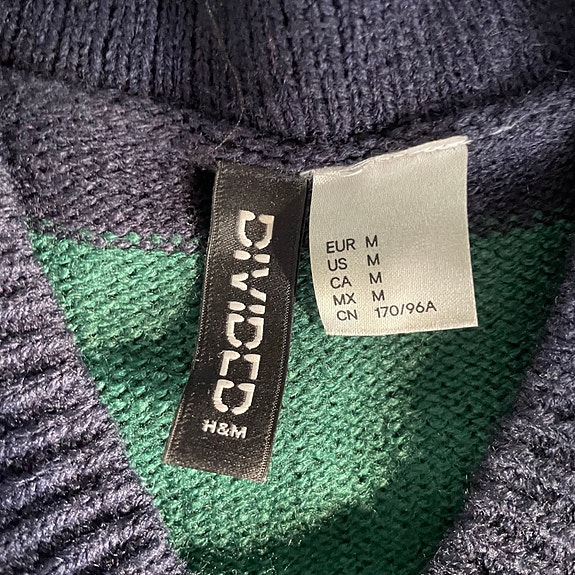 DIVIDED
H&M
EUR M
US M
CA M
MX M
CN 170/96A